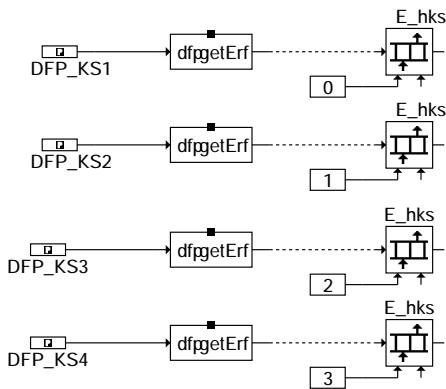 E_hks
DFP_KS1 dfpgetErf
0
E_hks
DFP_KS2 dfpgetErf
1
E_hks
DFP_KS3 dfpgetErf
2
E_hks
DFP_KS4 dfpgetErf
3